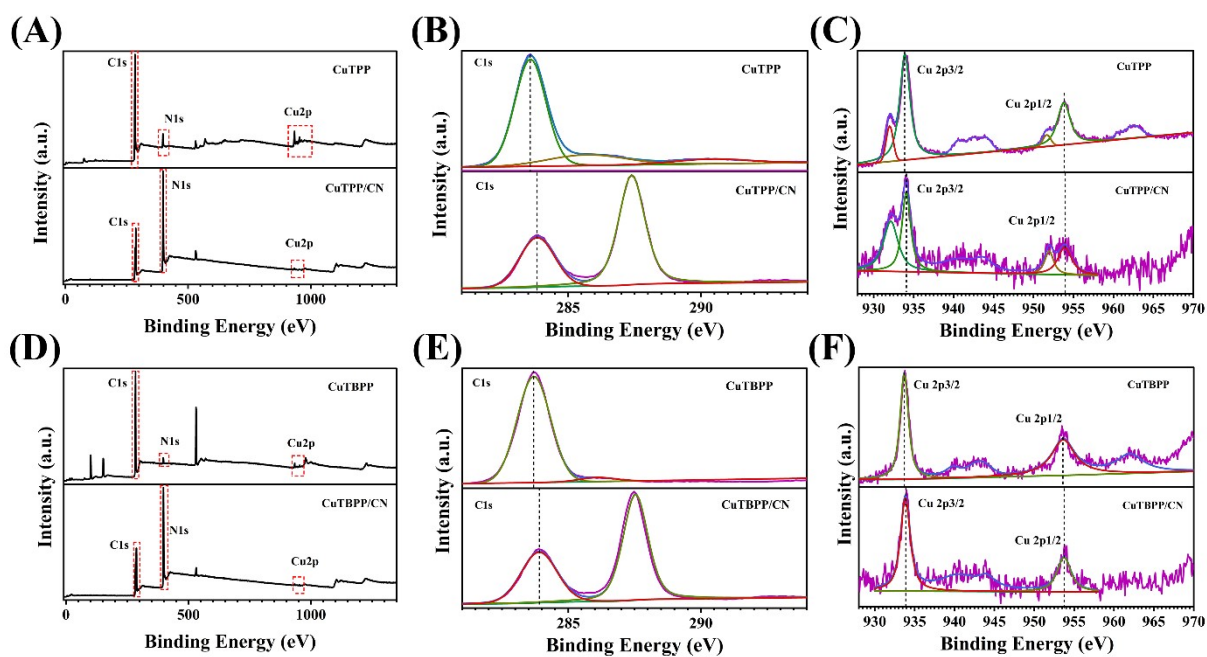 (A)
Intensity (a.u.)
C1s
N1s
Cu2p
CuTPP
C1s
N1s
Cu2p
CuTPP/CN
0 500 1000
Binding Energy (eV)
(B)
Intensity (a.u.)
C1s
CuTPP
C1s
CuTPP/CN
285 290
Binding Energy (eV)
(C)
Intensity (a.u.)
Cu 2p3/2
Cu 2p1/2
CuTPP
Cu 2p3/2
Cu 2p1/2
CuTPP/CN
930 935 940 945 950 955 960 965 970
Binding Energy (eV)
(D)
Intensity (a.u.)
C1s
N1s
Cu2p
CuTBPP
C1s
N1s
Cu2p
CuTBPP/CN
0 500 1000
Binding Energy (eV)
(E)
Intensity (a.u.)
C1s
CuTBPP
C1s
CuTBPP/CN
285 290
Binding Energy (eV)
(F)
Intensity (a.u.)
Cu 2p3/2
Cu 2p1/2
CuTBPP
Cu 2p3/2
Cu 2p1/2
CuTBPP/CN
930 935 940 945 950 955 960 965 970
Binding Energy (eV)